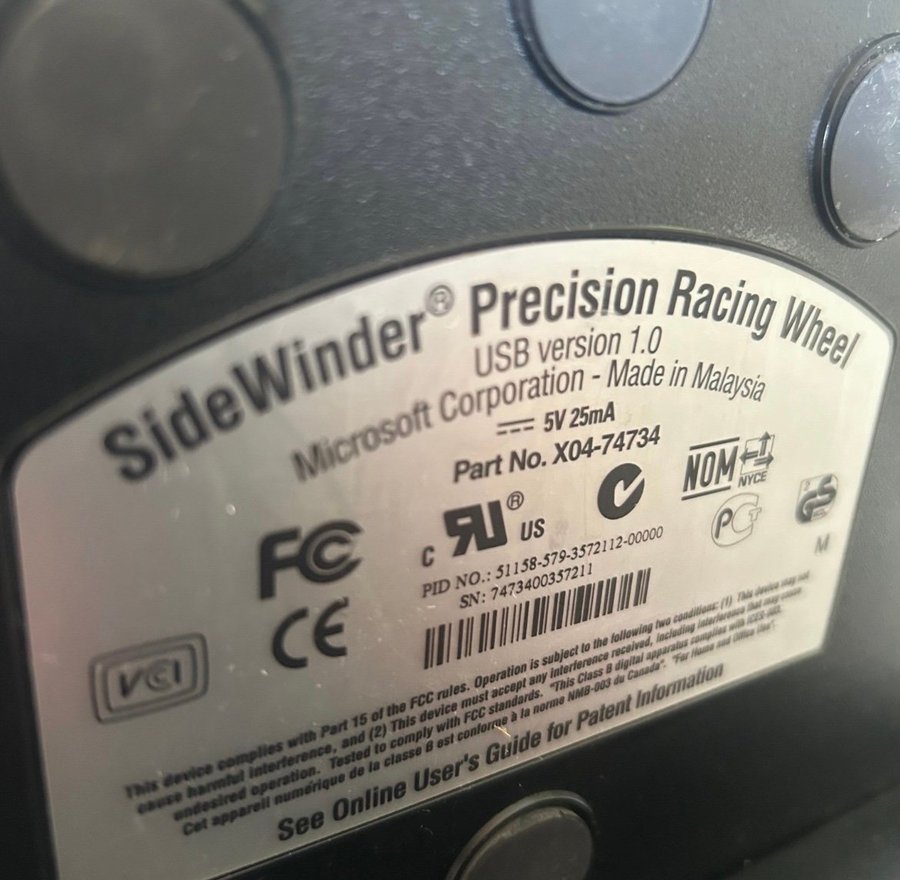 SideWinder® Precision Racing Wheel
USB version 1.0
Microsoft Corporation - Made in Malaysia
5V 25mA
Part No. X04-74734
NOM
NYCE
FC
C RU® US
PCT
GS
CE
PID NO.: 51158-579-3572112-00000
SN: 7473400357211
M
VCI
This device complies with Part 15 of the FCC rules. Operation is subject to the following two conditions: (1) This device may not
cause harmful interference, and (2) This device must accept any interference received, including interference that may cause
undesired operation. Tested to comply with FCC standards. "This Class B digital apparatus complies with ICES-003.
Cet appareil numérique de la classe B est conforme à la norme NMB-003 du Canada". "For Home and Office Use".
See Online User's Guide for Patent Information